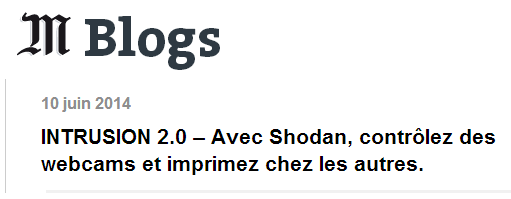 M Blogs
10 juin 2014
INTRUSION 2.0 – Avec Shodan, contrôlez des
webcams et imprimez chez les autres.